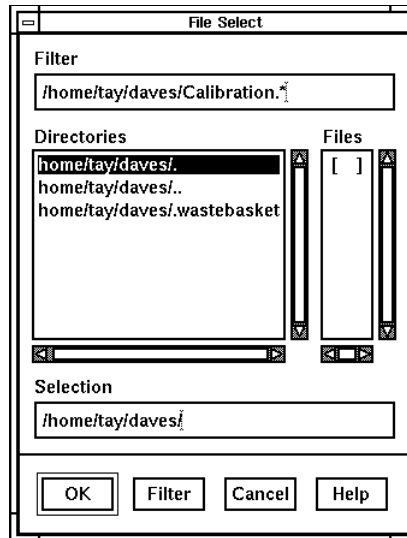 File Select
Filter
/home/tay/daves/Calibration.*
Directories
Files
home/tay/daves/.
home/tay/daves/..
home/tay/daves/.wastebasket
[ ]
Selection
/home/tay/daves/
OK
Filter
Cancel
Help